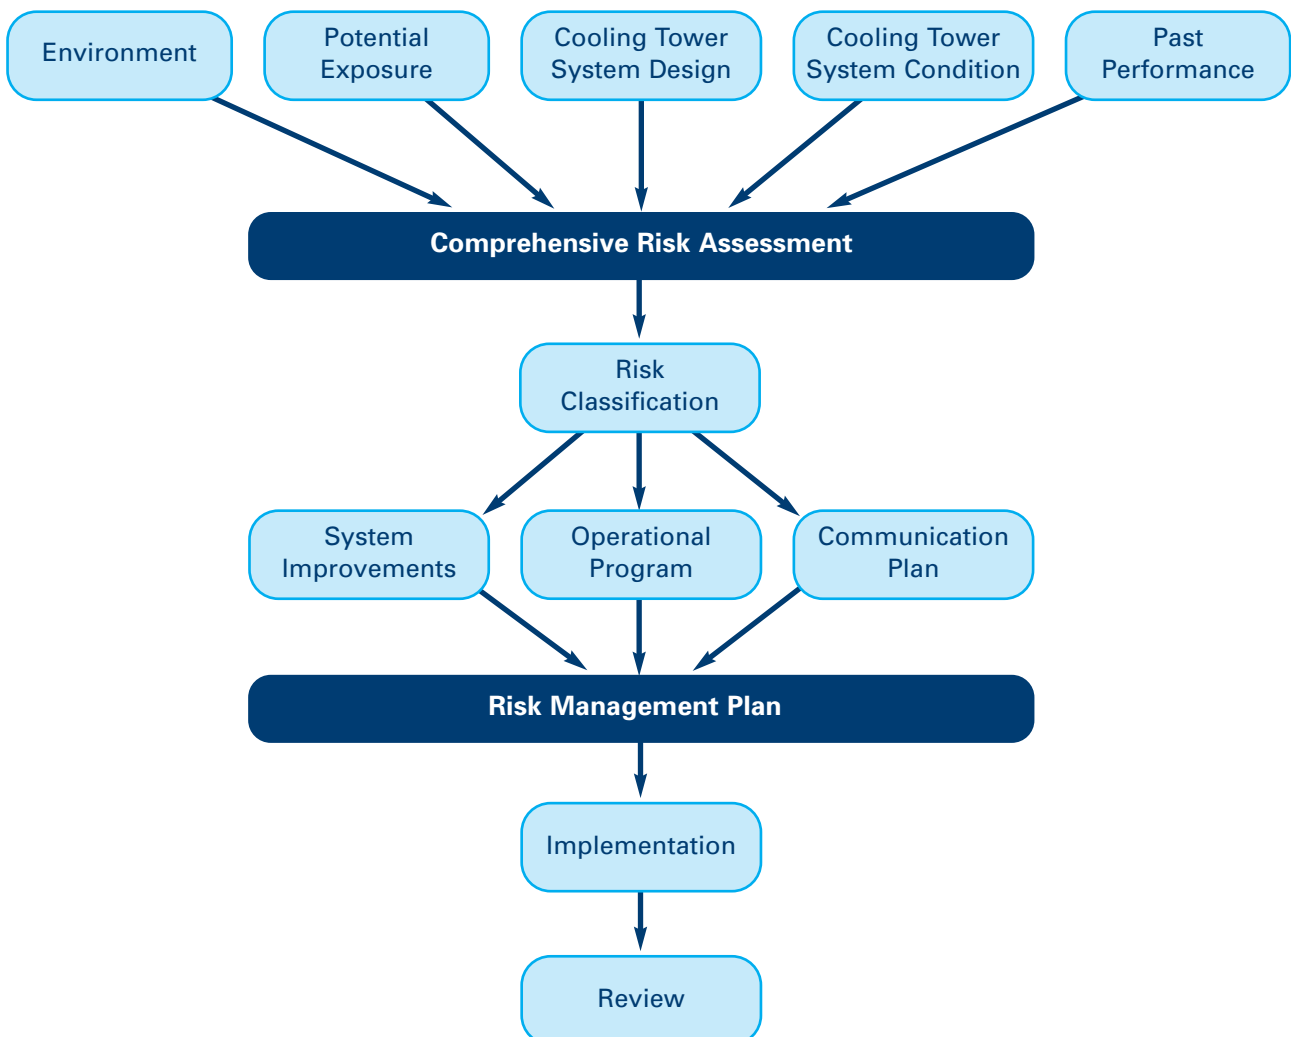 Environment
Potential
Exposure
Cooling Tower
System Design
Cooling Tower
System Condition
Past
Performance
Comprehensive Risk Assessment
Risk
Classification
System
Improvements
Operational
Program
Communication
Plan
Risk Management Plan
Implementation
Review